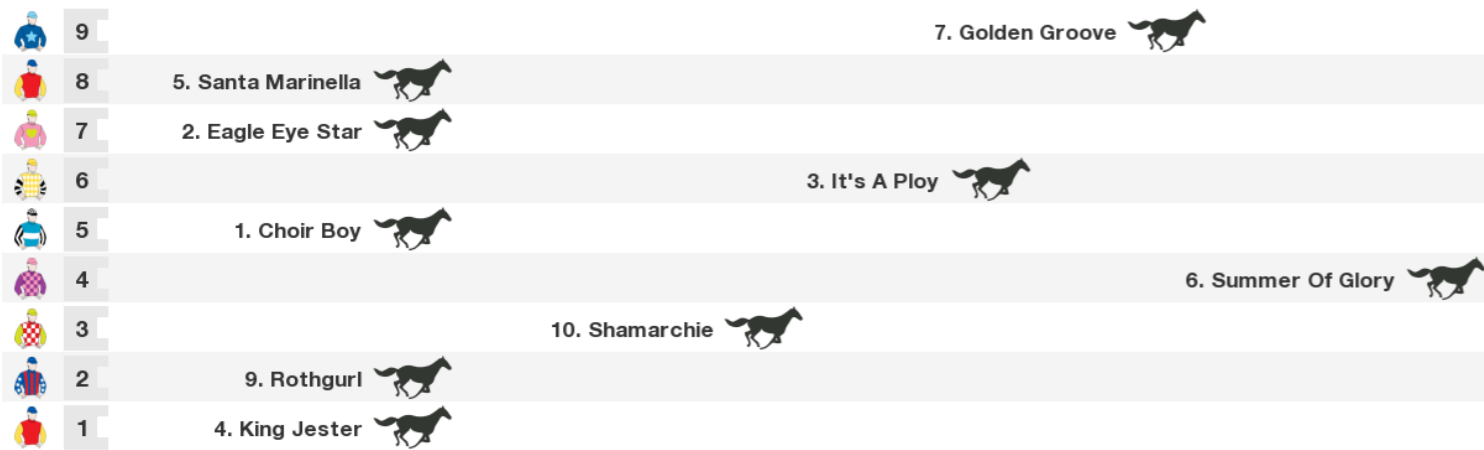 9 7. Golden Groove
8 5. Santa Marinella
7 2. Eagle Eye Star
6 3. It's A Ploy
5 1. Choir Boy
4 6. Summer Of Glory
3 10. Shamarchie
2 9. Rothgurl
1 4. King Jester